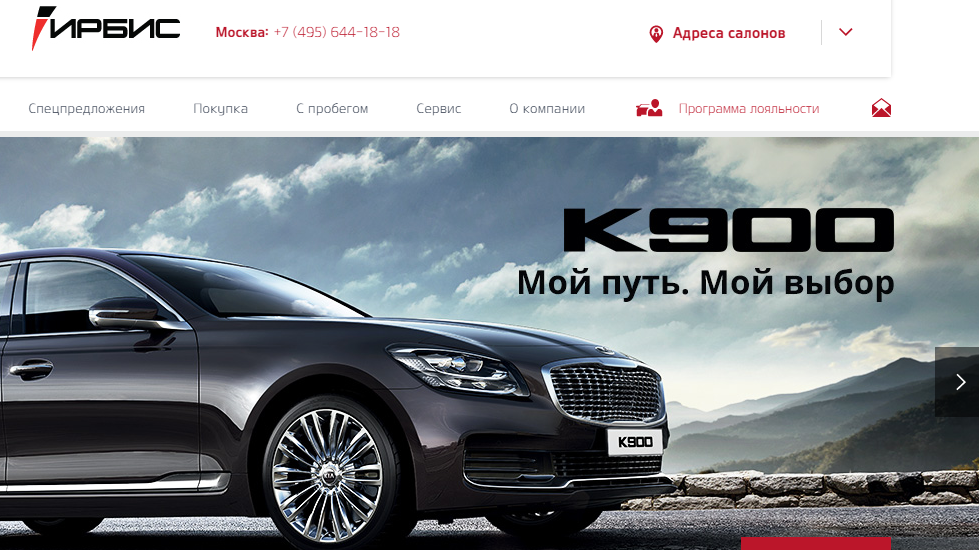 ИРБИС
Москва: +7 (495) 644-18-18
Адреса салонов
Спецпредложения
Покупка
С пробегом
Сервис
О компании
Программа лояльности
K900
Мой путь. Мой выбор
K900
KIA